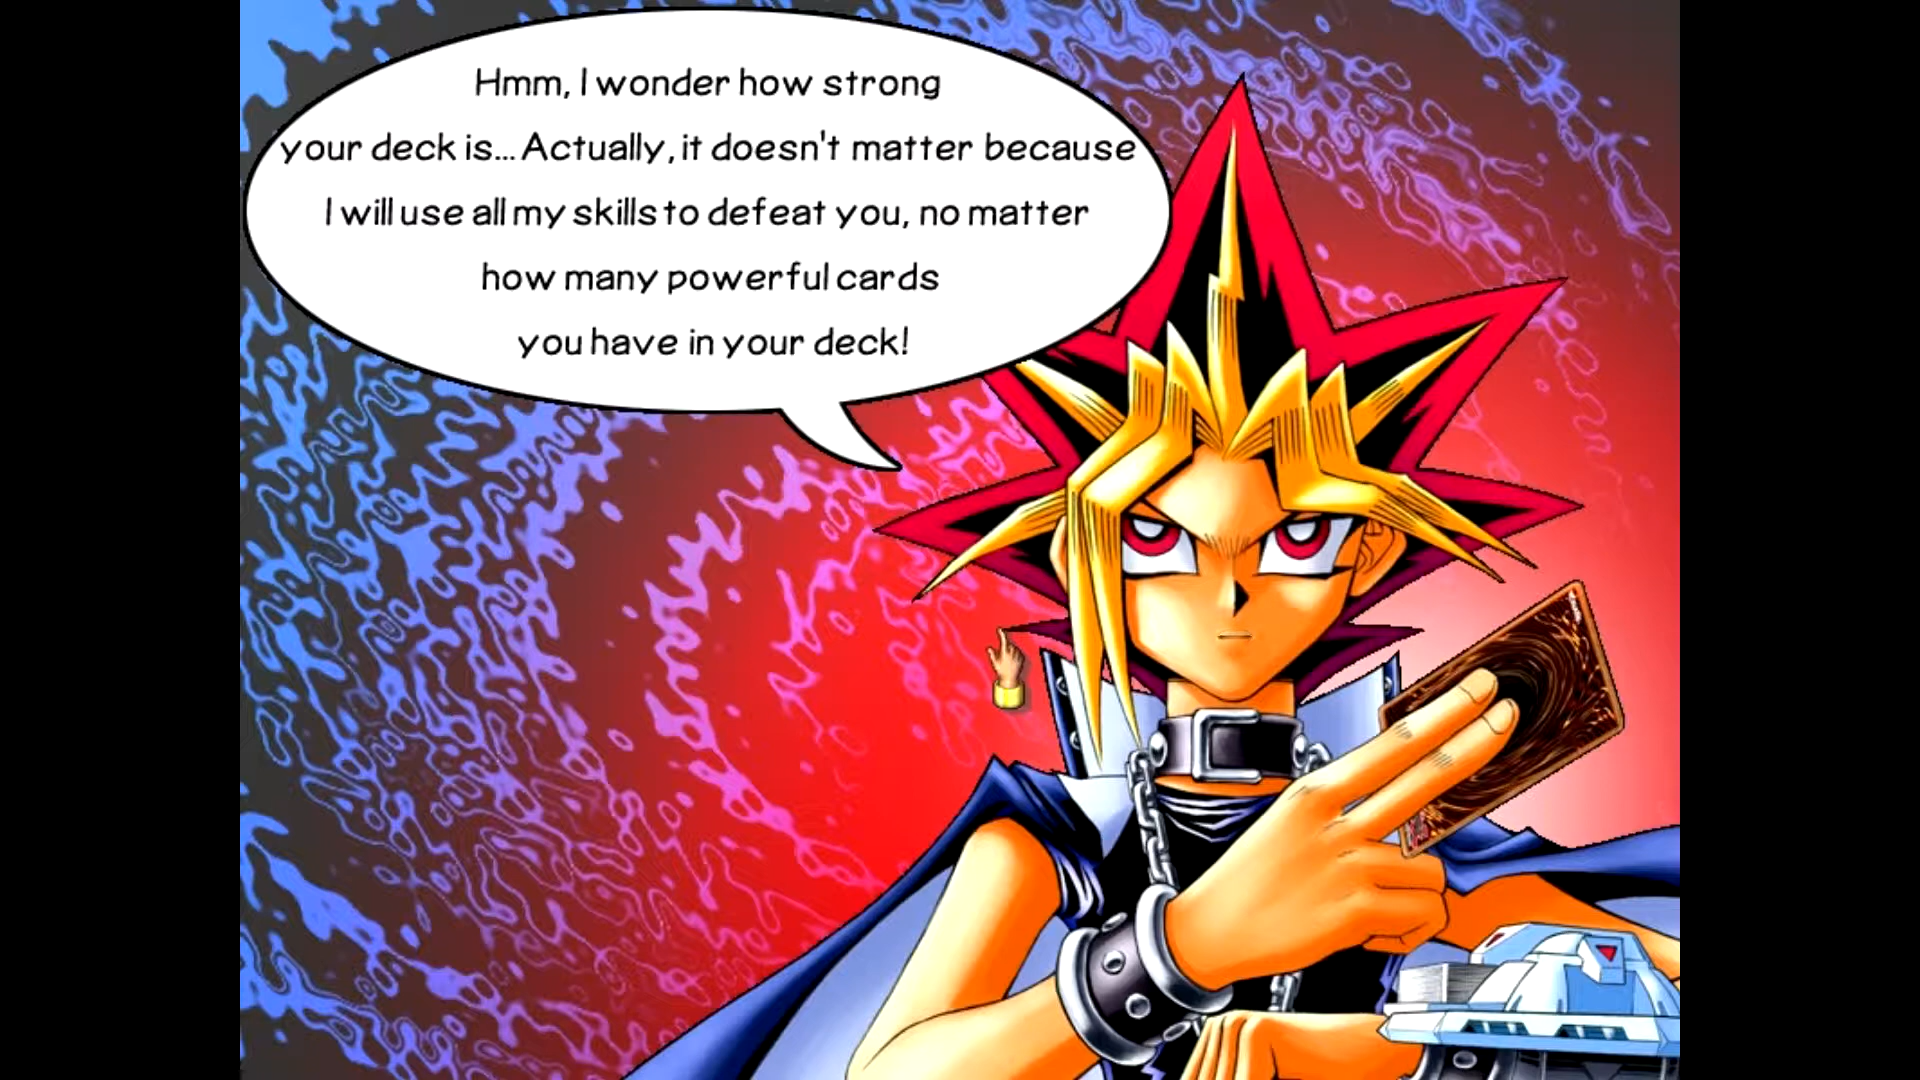 Hmm, I wonder how strong
your deck is... Actually, it doesn't matter because
I will use all my skills to defeat you, no matter
how many powerful cards
you have in your deck!